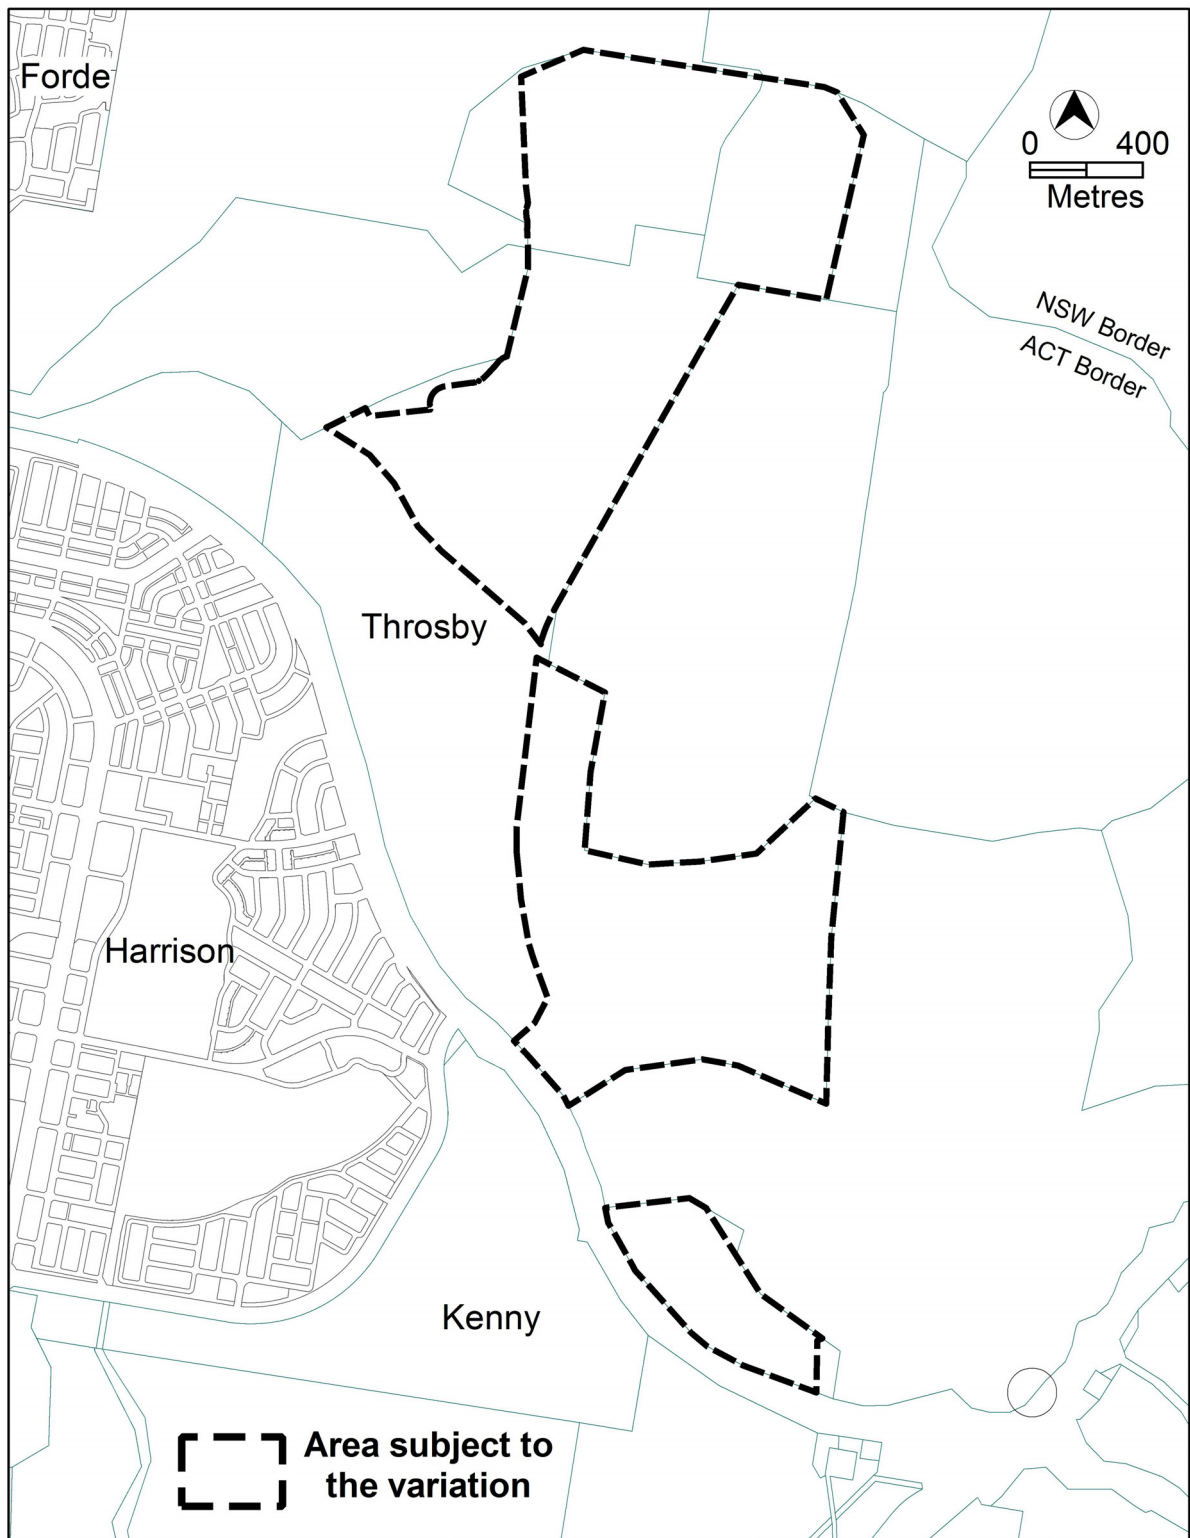 Forde
0 400
Metres
NSW Border
ACT Border
Throsby
Harrison
Kenny
Area subject to
the variation